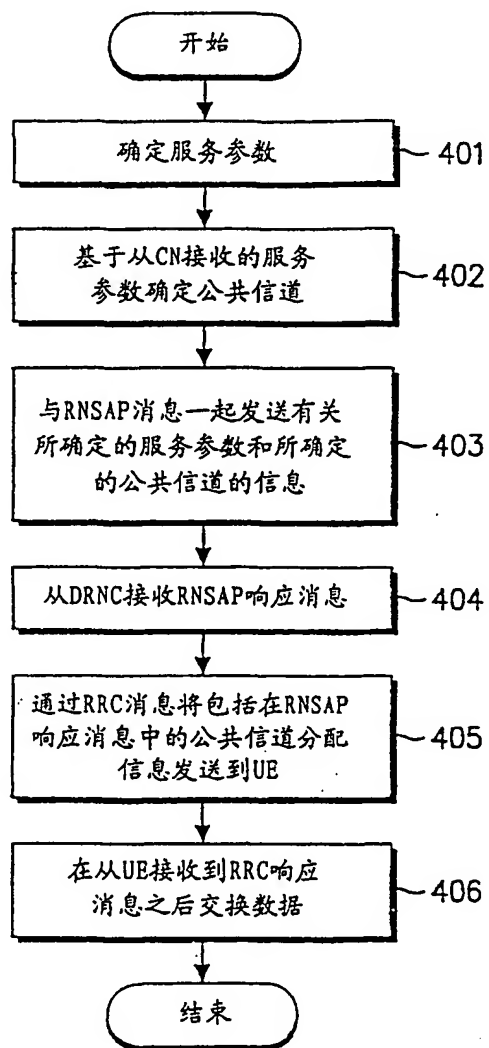 开始
确定服务参数
401
基于从CN接收的服务
参数确定公共信道
402
与RNSAP消息一起发送有关
所确定的服务参数和所确定
的公共信道的信息
403
从DRNC接收RNSAP响应消息
404
通过RRC消息将包括在RNSAP
响应消息中的公共信道分配
信息发送到UE
405
在从UE接收到RRC响应
消息之后交换数据
406
结束